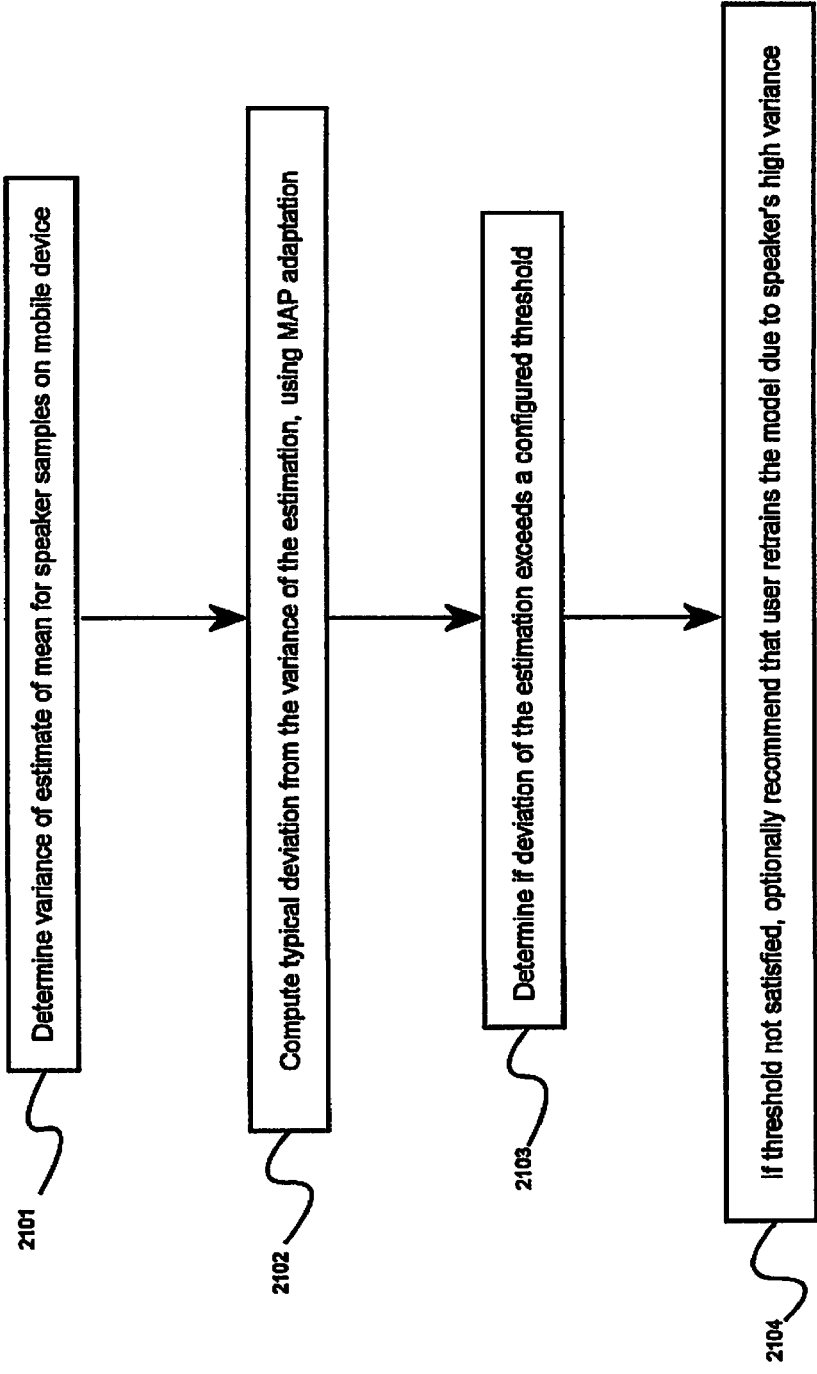 Determine variance of estimate of mean for speaker samples on mobile device
2101
Compute typical deviation from the variance of the estimation, using MAP adaptation
2102
Determine if deviation of the estimation exceeds a configured threshold
2103
If threshold not satisfied, optionally recommend that user retrains the model due to speaker's high variance
2104